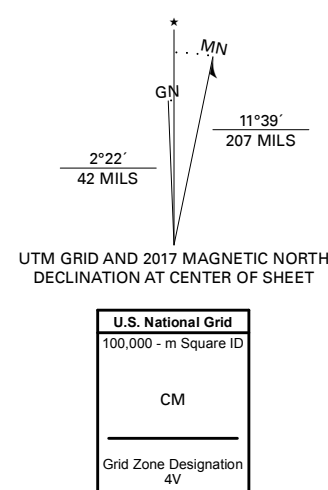 ★
MN
GN
11°39´
207 MILS
2°22´
42 MILS
UTM GRID AND 2017 MAGNETIC NORTH
DECLINATION AT CENTER OF SHEET
U.S. National Grid
100,000 - m Square ID
CM
Grid Zone Designation
4V